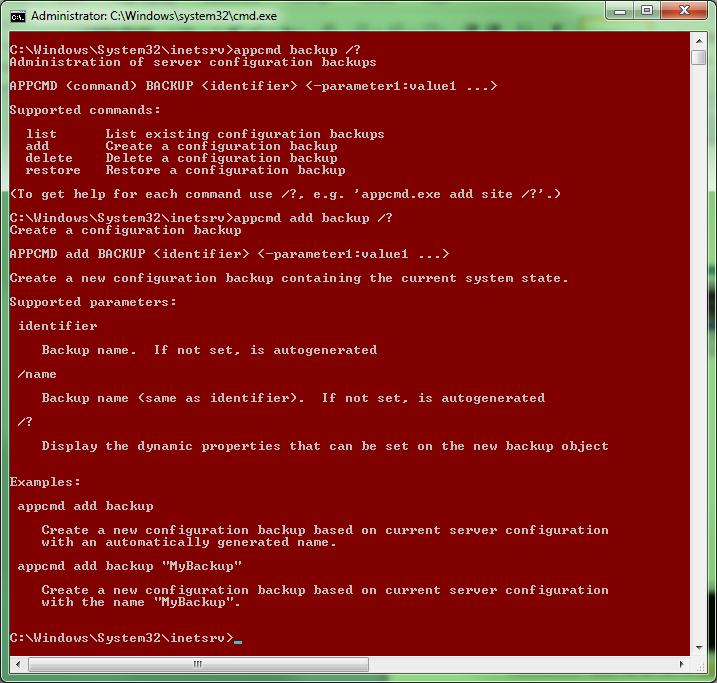 Administrator: C:\Windows\system32\cmd.exe
C:\Windows\System32\inetsrv>appcmd backup /?
Administration of server configuration backups
APPCMD (command) BACKUP <identifier> <-parameter1:value1 ...>
Supported commands:
list List existing configuration backups
add Create a configuration backup
delete Delete a configuration backup
restore Restore a configuration backup
(To get help for each command use /?, e.g. 'appcmd.exe add site /?'.)
C:\Windows\System32\inetsrv>appcmd add backup /?
Create a configuration backup
APPCMD add BACKUP <identifier> <-parameter1:value1 ...>
Create a new configuration backup containing the current system state.
Supported parameters:
identifier
Backup name. If not set, is autogenerated
/name
Backup name (same as identifier). If not set, is autogenerated
/?
Display the dynamic properties that can be set on the new backup object
Examples:
appcmd add backup
Create a new configuration backup based on current server configuration
with an automatically generated name.
appcmd add backup "MyBackup"
Create a new configuration backup based on current server configuration
with the name "MyBackup".
C:\Windows\System32\inetsrv>_